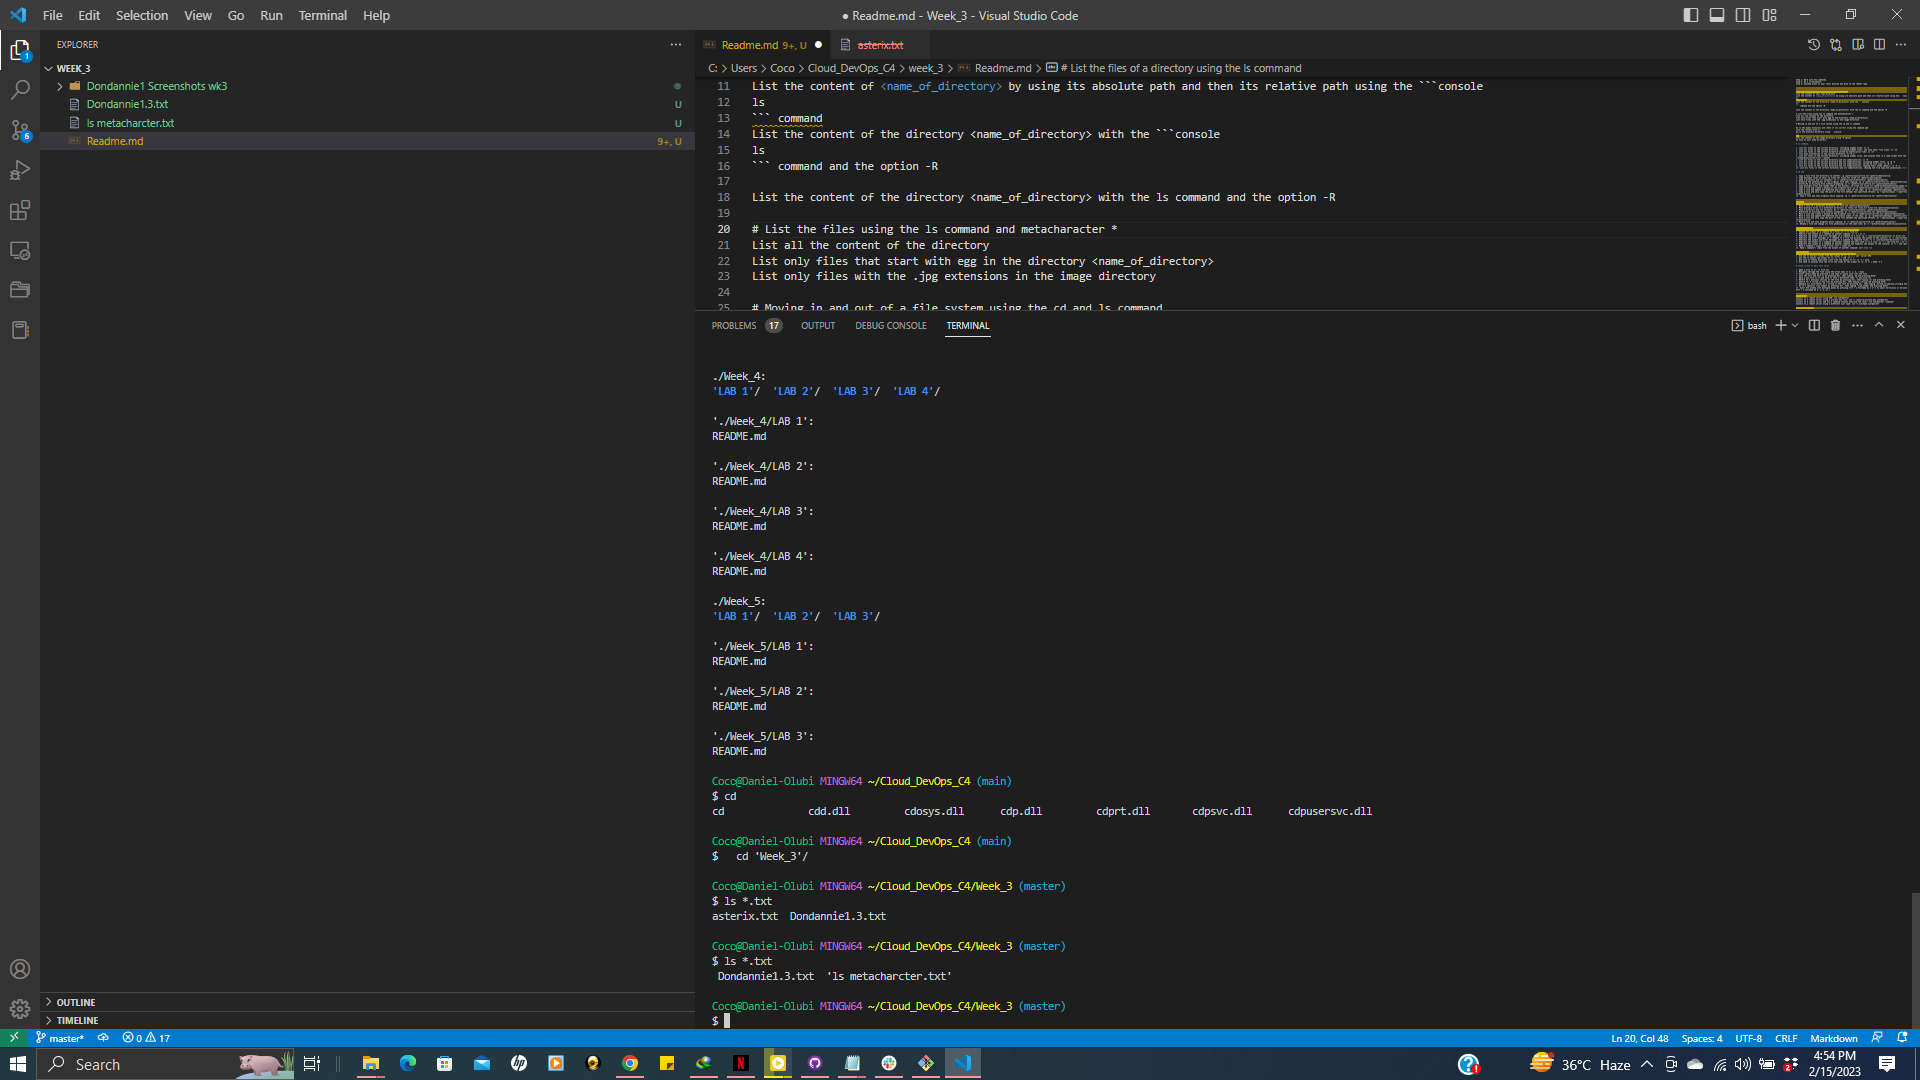 File Edit Selection View Go Run Terminal Help
● Readme.md - Week_3 - Visual Studio Code
EXPLORER
WEEK_3
Dondannie1 Screenshots wk3
Dondannie1.3.txt U
ls metacharcter.txt U
Readme.md 9+, U
OUTLINE
TIMELINE
1
6
Readme.md 9+, U
asterix.txt
C: > Users > Coco > Cloud_DevOps_C4 > week_3 > Readme.md > # List the files of a directory using the ls command
11 List the content of <name_of_directory> by using its absolute path and then its relative path using the ```console
12 ls
13 ``` command
14 List the content of the directory <name_of_directory> with the ```console
15 ls
16 ``` command and the option -R
17
18 List the content of the directory <name_of_directory> with the ls command and the option -R
19
20 # List the files using the ls command and metacharacter *
21 List all the content of the directory
22 List only files that start with egg in the directory <name_of_directory>
23 List only files with the .jpg extensions in the image directory
24
25 # Moving in and out of a file system using the cd and ls command
PROBLEMS 17 OUTPUT DEBUG CONSOLE TERMINAL
bash
./Week_4:
'LAB 1'/ 'LAB 2'/ 'LAB 3'/ 'LAB 4'/
'./Week_4/LAB 1':
README.md
'./Week_4/LAB 2':
README.md
'./Week_4/LAB 3':
README.md
'./Week_4/LAB 4':
README.md
./Week_5:
'LAB 1'/ 'LAB 2'/ 'LAB 3'/
'./Week_5/LAB 1':
README.md
'./Week_5/LAB 2':
README.md
'./Week_5/LAB 3':
README.md
Coco@Daniel-Olubi MINGW64 ~/Cloud_DevOps_C4 (main)
$ cd
cd cdd.dll cdosys.dll cdp.dll cdprt.dll cdpsvc.dll cdpusersvc.dll
Coco@Daniel-Olubi MINGW64 ~/Cloud_DevOps_C4 (main)
$ cd 'Week_3'/
Coco@Daniel-Olubi MINGW64 ~/Cloud_DevOps_C4/Week_3 (master)
$ ls *.txt
asterix.txt Dondannie1.3.txt
Coco@Daniel-Olubi MINGW64 ~/Cloud_DevOps_C4/Week_3 (master)
$ ls *.txt
Dondannie1.3.txt 'ls metacharcter.txt'
Coco@Daniel-Olubi MINGW64 ~/Cloud_DevOps_C4/Week_3 (master)
$
master* 0 17
Ln 20, Col 48 Spaces: 4 UTF-8 CRLF Markdown
Search
36°C Haze
4:54 PM
2/15/2023